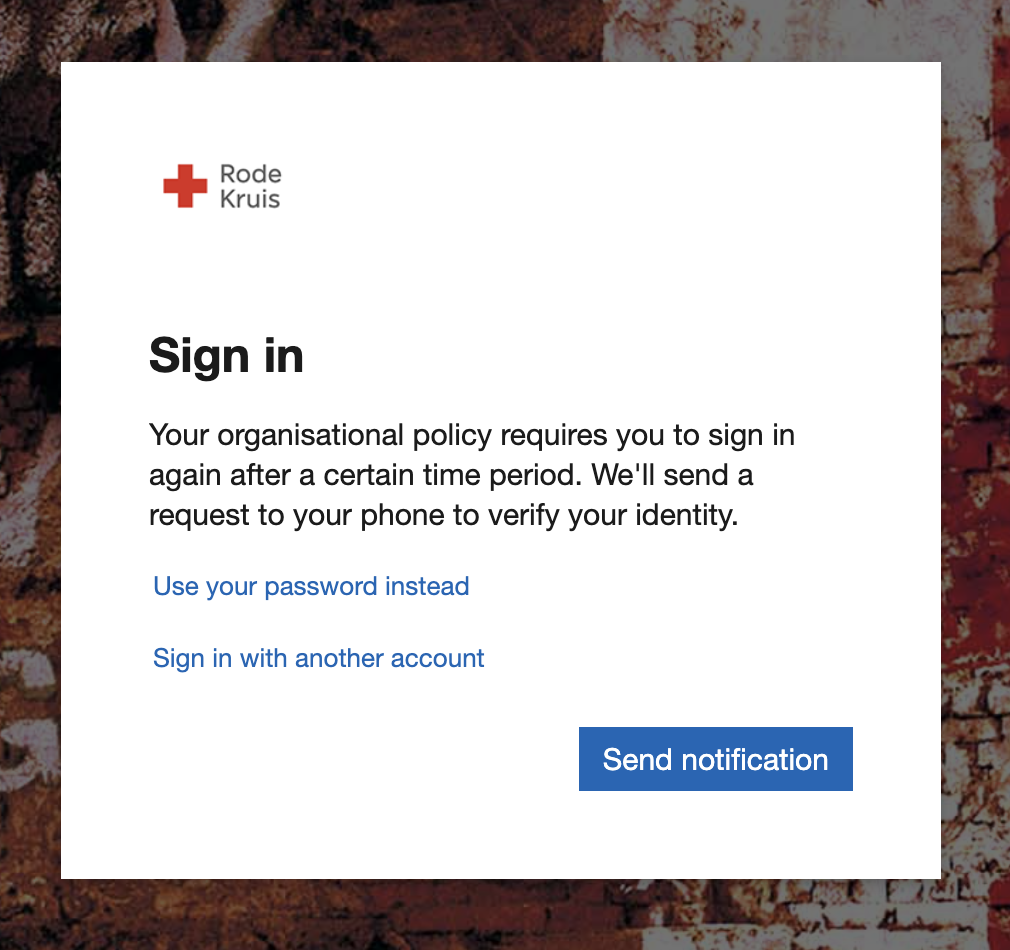 Rode
Kruis
Sign in
Your organisational policy requires you to sign in
again after a certain time period. We'll send a
request to your phone to verify your identity.
Use your password instead
Sign in with another account
Send notification